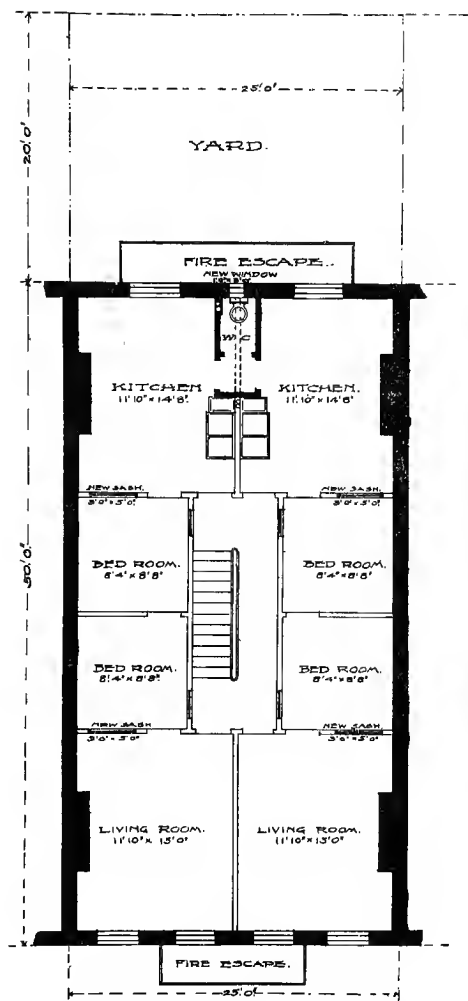 25'0"
20'0"
YARD.
FIRE ESCAPE.
NEW WINDOW
W.C
KITCHEN
11'10" x 14'8"
KITCHEN.
11'10" x 14'8"
NEW SASH.
3'0" x 5'0"
NEW SASH.
3'0" x 5'0"
50'0"
BED ROOM.
8'4" x 8'8"
BED ROOM.
8'4" x 8'8"
BED ROOM.
8'4" x 8'8"
BED ROOM.
8'4" x 8'8"
NEW SASH
3'6" x 5'0"
NEW SASH
3'6" x 5'0"
LIVING ROOM.
11'10" x 13'0"
LIVING ROOM.
11'10" x 13'0"
FIRE ESCAPE.
25'0"